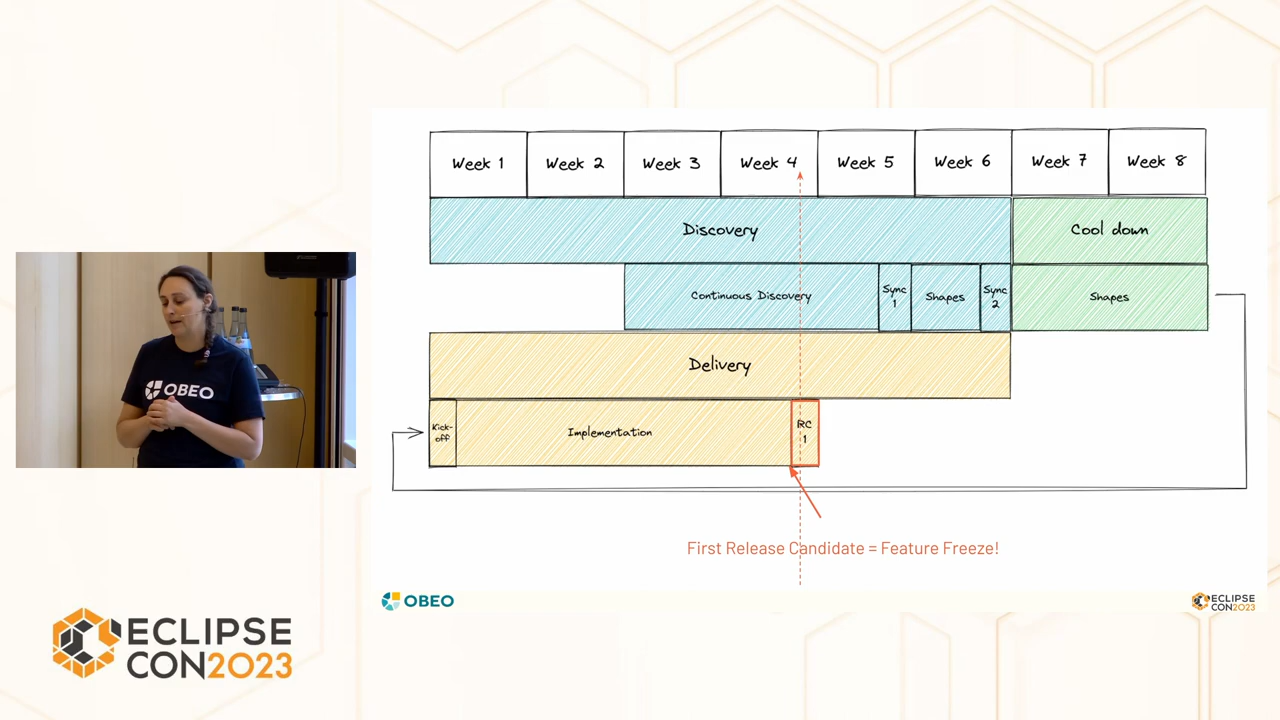 Week 1
Week 2
Week 3
Week 4
Week 5
Week 6
Week 7
Week 8
Discovery
Cool down
Continuous Discovery
Sync
1
Shapes
Sync
2
Shapes
Delivery
Kick-
off
Implementation
RC
1
First Release Candidate = Feature Freeze!
OBEO
OBEO
ECLIPSE
CON2023
ECLIPSE
CON2023